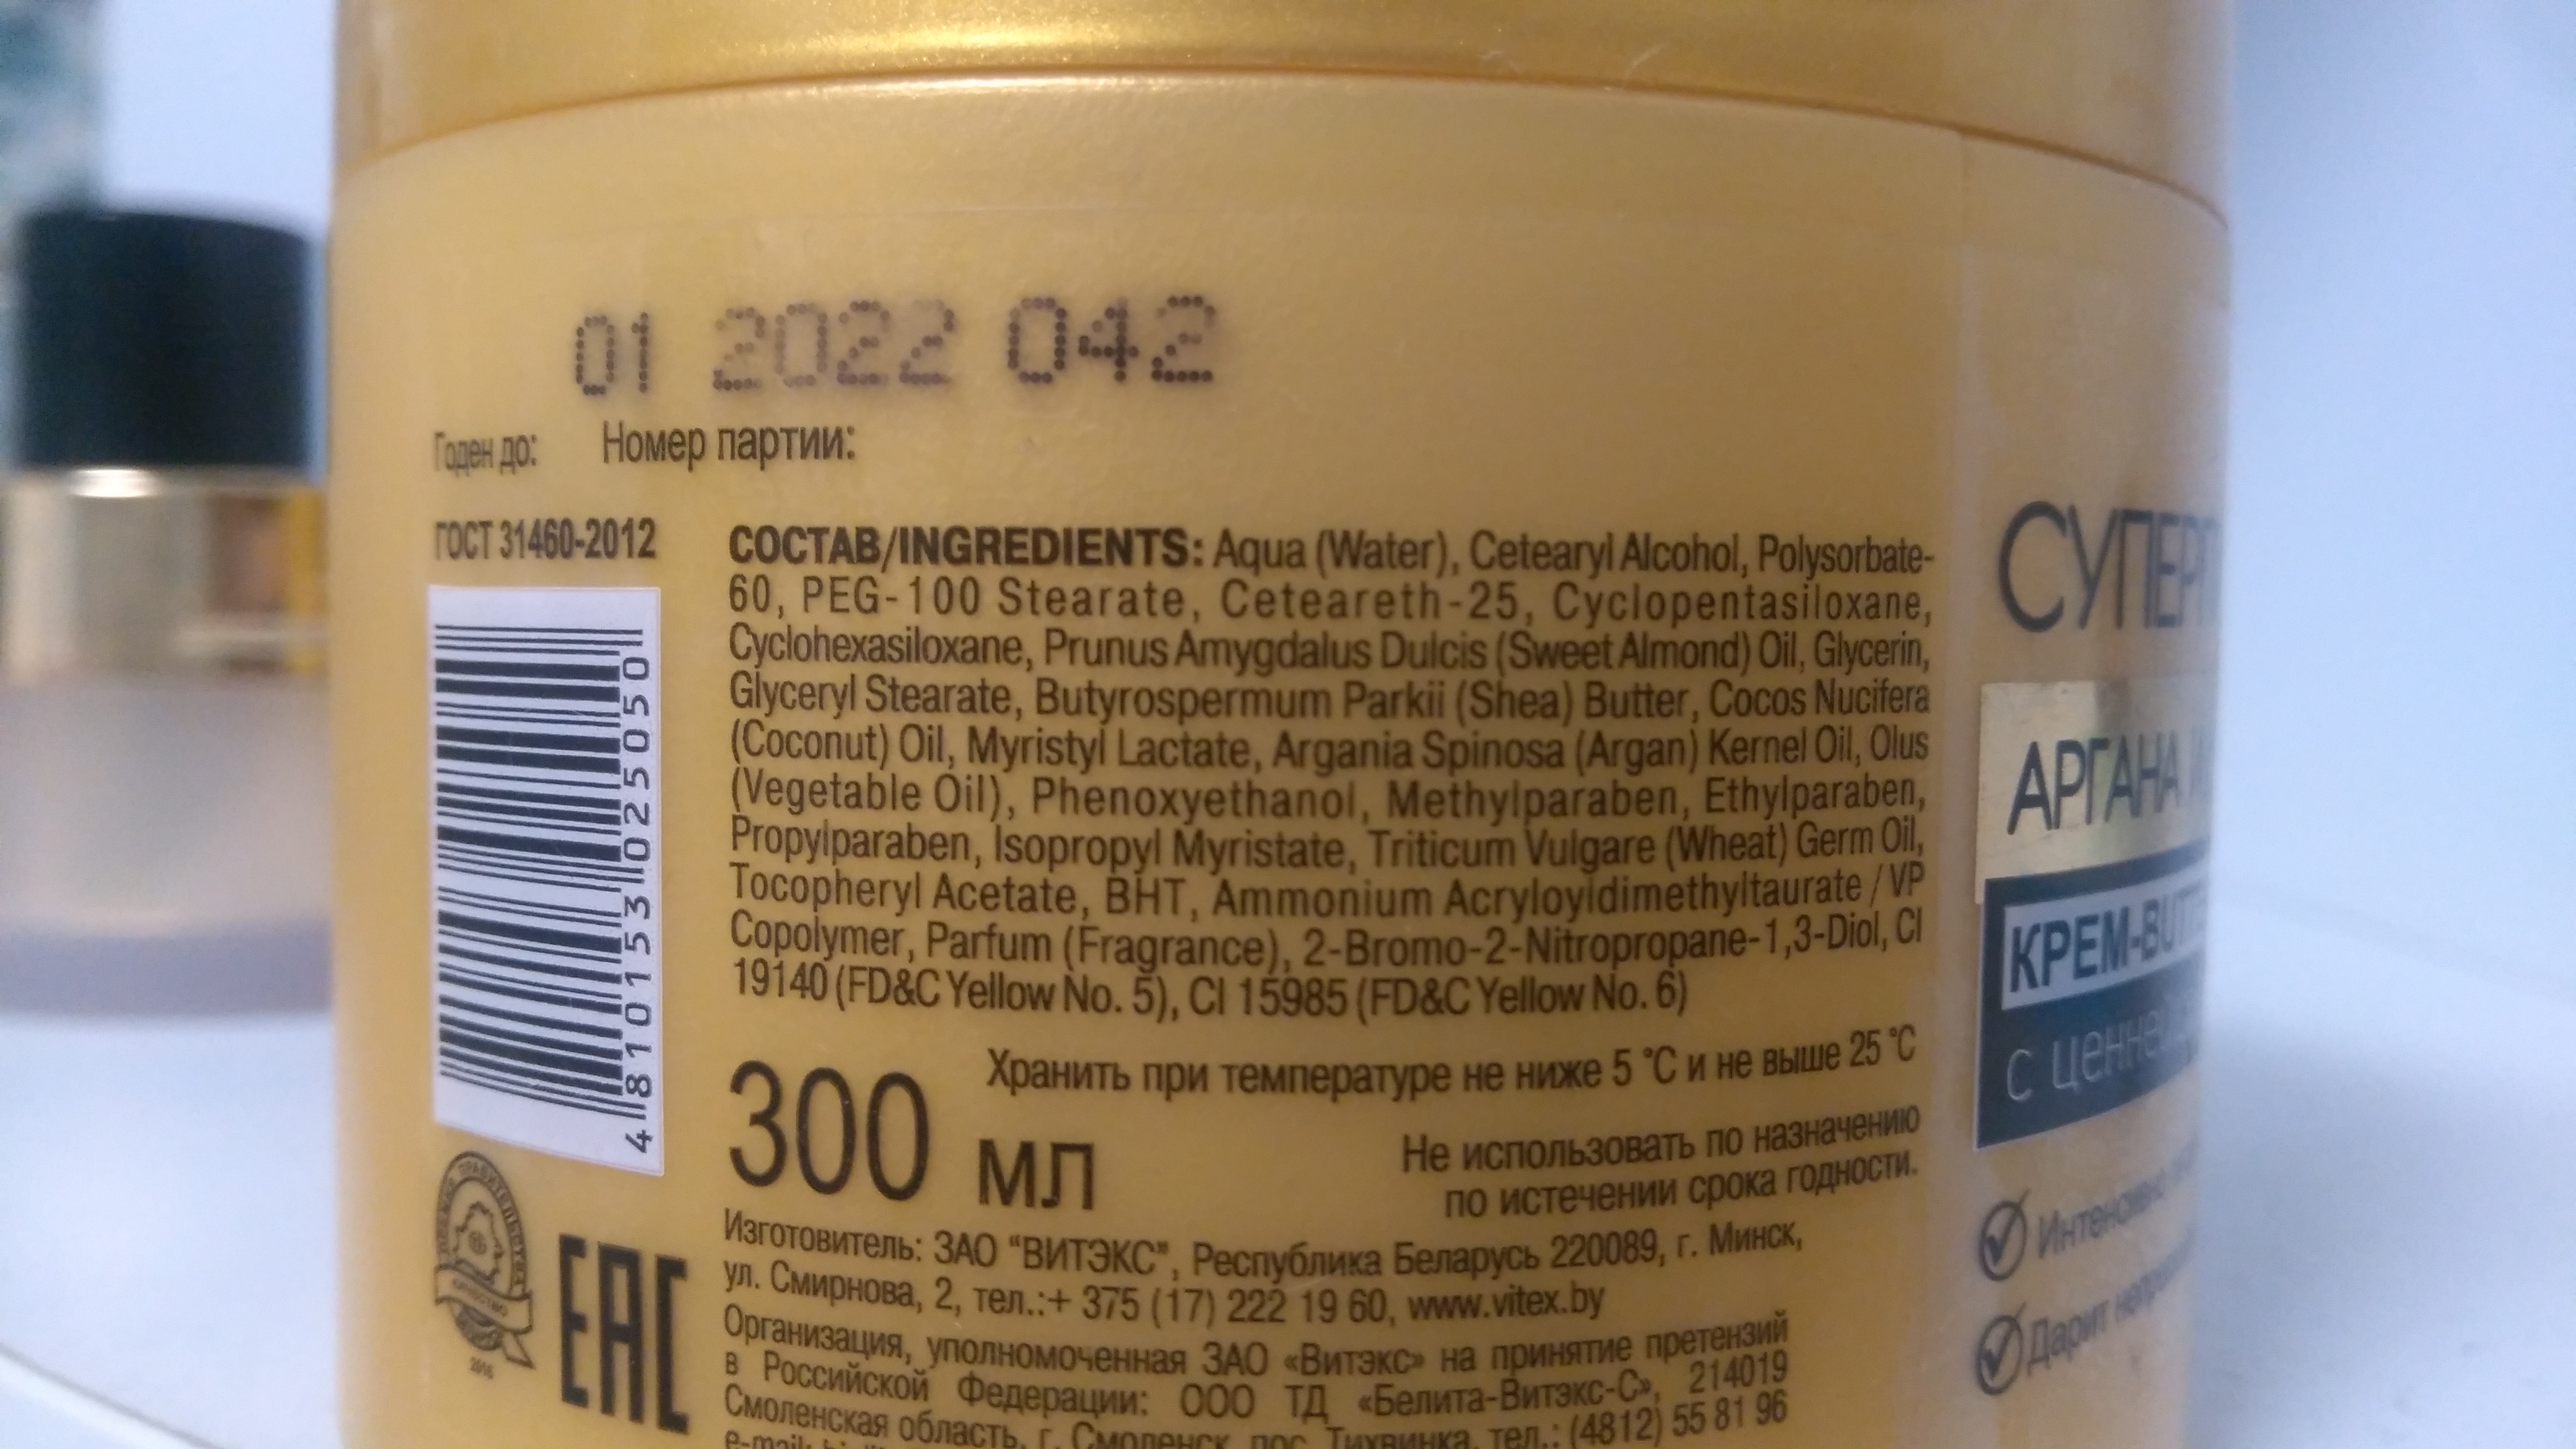 01 2022 042
Годен до: Номер партии:
ГОСТ 31460-2012
СОСТАВ/INGREDIENTS: Aqua (Water), Cetearyl Alcohol, Polysorbate-
60, PEG-100 Stearate, Ceteareth-25, Cyclopentasiloxane,
Cyclohexasiloxane, Prunus Amygdalus Dulcis (Sweet Almond) Oil, Glycerin,
Glyceryl Stearate, Butyrospermum Parkii (Shea) Butter, Cocos Nucifera
(Coconut) Oil, Myristyl Lactate, Argania Spinosa (Argan) Kernel Oil, Olus
(Vegetable Oil), Phenoxyethanol, Methylparaben, Ethylparaben,
Propylparaben, Isopropyl Myristate, Triticum Vulgare (Wheat) Germ Oil,
Tocopheryl Acetate, BHT, Ammonium Acryloyldimethyltaurate / VP
Copolymer, Parfum (Fragrance), 2-Bromo-2-Nitropropane-1,3-Diol, CI
19140 (FD&C Yellow No. 5), CI 15985 (FD&C Yellow No. 6)
4 810153 025050
300 мл
Хранить при температуре не ниже 5 °C и не выше 25 °C
Не использовать по назначению
по истечении срока годности.
EAC
Изготовитель: ЗАО “ВИТЭКС”, Республика Беларусь 220089, г. Минск,
ул. Смирнова, 2, тел.:+ 375 (17) 222 19 60, www.vitex.by
Организация, уполномоченная ЗАО «Витэкс» на принятие претензий
в Российской Федерации: ООО ТД «Белита-Витэкс-С», 214019
Смоленская область, г. Смоленск, пос. Тихвинка, тел.: (4812) 55 81 96
e-mail:
АРГАНА
КРЕМ-
с
Дарит